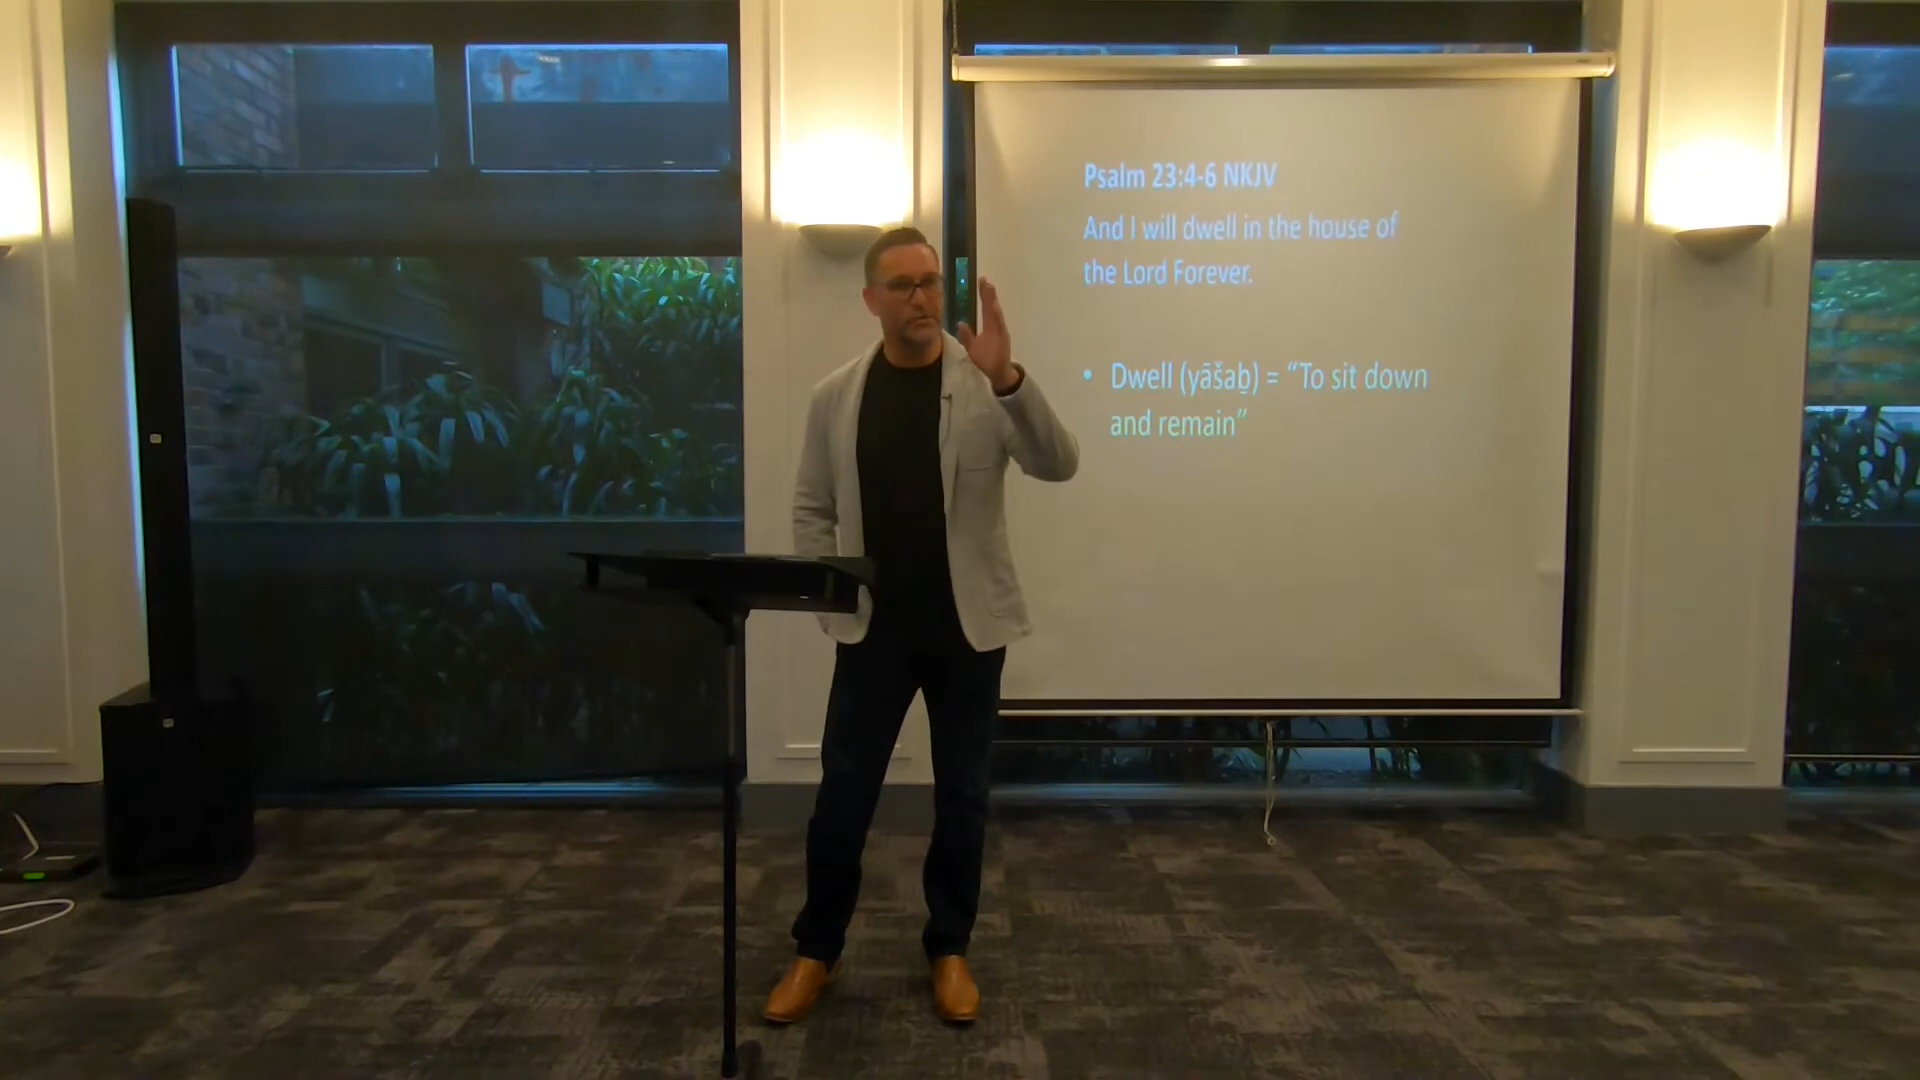 Psalm 23:4-6 NKJV
And I will dwell in the house of
the Lord Forever.
• Dwell (yāšaḇ) = “To sit down
and remain”